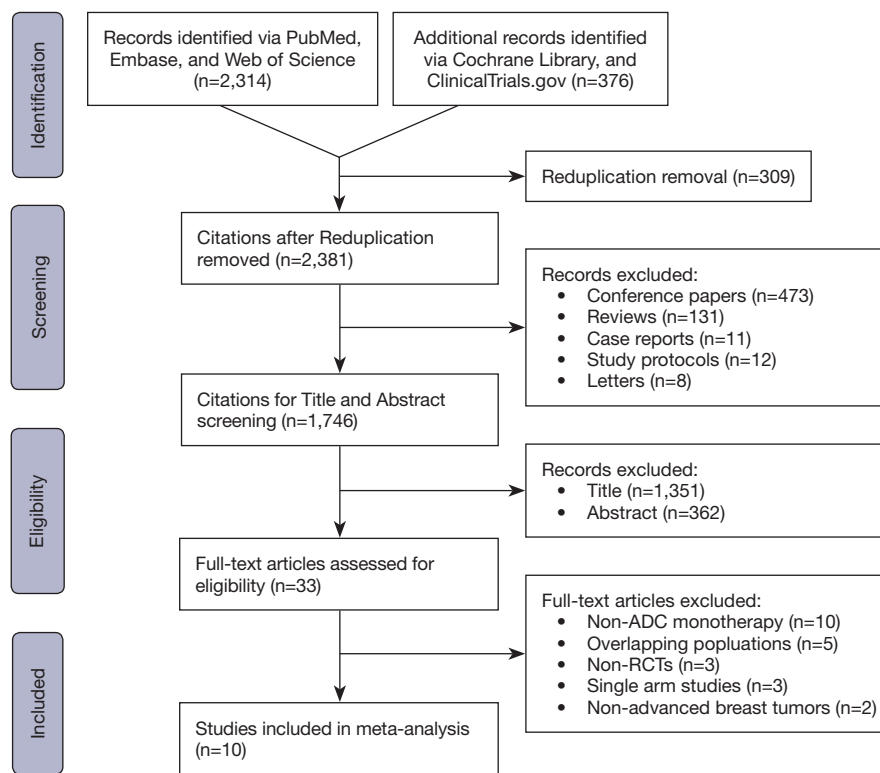 Identification
Records identified via PubMed,
Embase, and Web of Science
(n=2,314)
Additional records identified
via Cochrane Library, and
ClinicalTrials.gov (n=376)
Reduplication removal (n=309)
Screening
Citations after Reduplication
removed (n=2,381)
Records excluded:
• Conference papers (n=473)
• Reviews (n=131)
• Case reports (n=11)
• Study protocols (n=12)
• Letters (n=8)
Citations for Title and Abstract
screening (n=1,746)
Eligibility
Records excluded:
• Title (n=1,351)
• Abstract (n=362)
Full-text articles assessed for
eligibility (n=33)
Full-text articles excluded:
• Non-ADC monotherapy (n=10)
• Overlapping popluations (n=5)
• Non-RCTs (n=3)
• Single arm studies (n=3)
• Non-advanced breast tumors (n=2)
Included
Studies included in meta-analysis
(n=10)